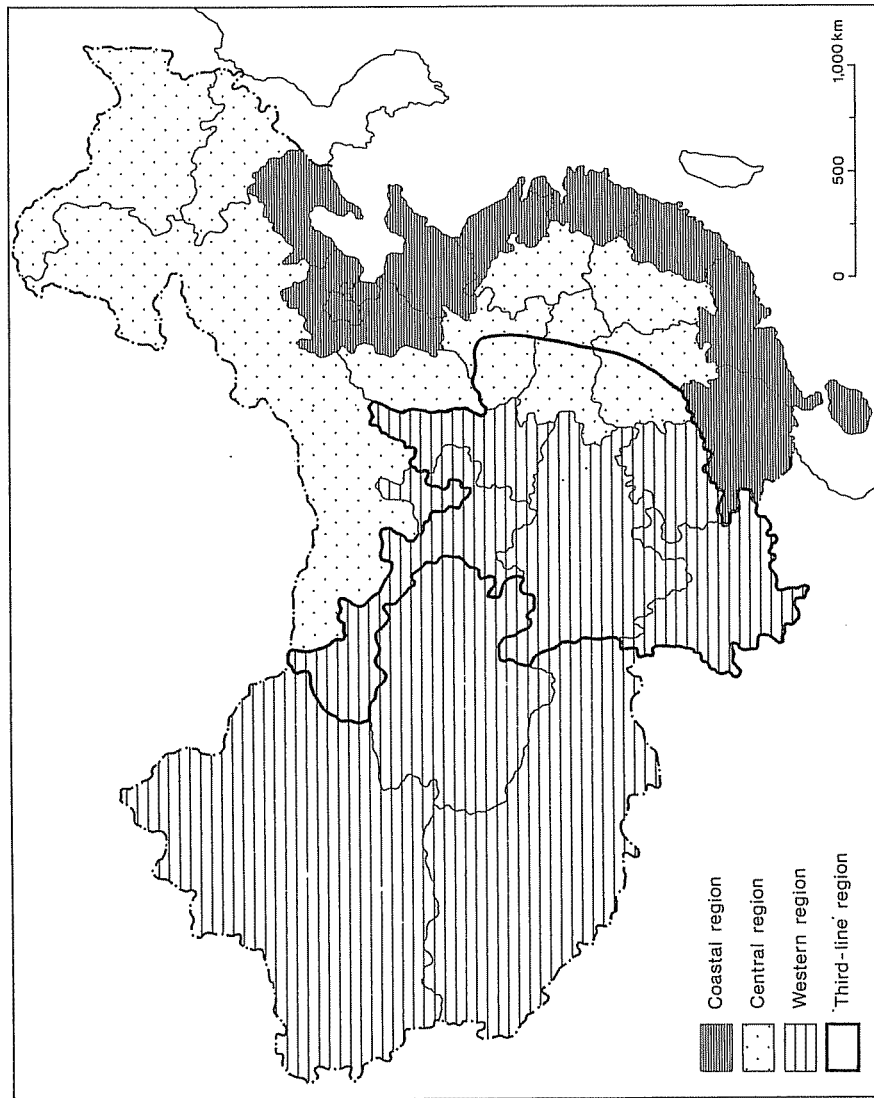 Coastal region
Central region
Western region
'Third-line' region
0 500 1,000 km